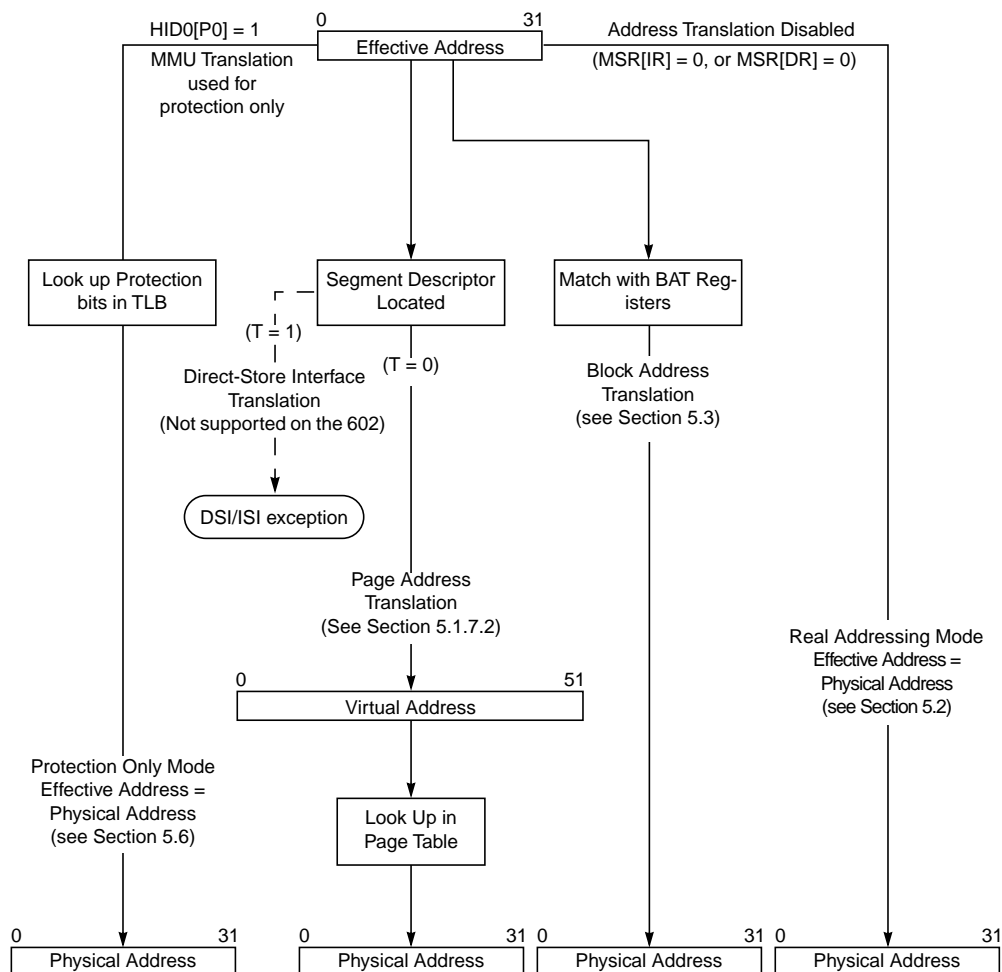 HID0[P0] = 1
0 31
Address Translation Disabled
Effective Address
MMU Translation
used for
protection only
(MSR[IR] = 0, or MSR[DR] = 0)
Look up Protection
bits in TLB
Segment Descriptor
Located
Match with BAT Reg-
isters
(T = 1)
(T = 0)
Direct-Store Interface
Translation
(Not supported on the 602)
Block Address
Translation
(see Section 5.3)
DSI/ISI exception
Page Address
Translation
(See Section 5.1.7.2)
Real Addressing Mode
Effective Address =
Physical Address
(see Section 5.2)
0 51
Virtual Address
Protection Only Mode
Effective Address =
Physical Address
(see Section 5.6)
Look Up in
Page Table
0 31
Physical Address
0 31
Physical Address
0 31
Physical Address
0 31
Physical Address